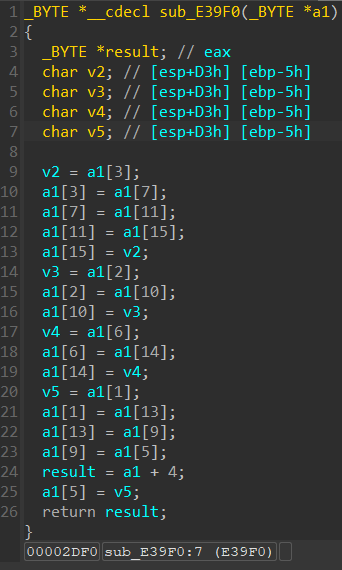 1 _BYTE *__cdecl sub_E39F0(_BYTE *a1)
2 {
3   _BYTE *result; // eax
4   char v2; // [esp+D3h] [ebp-5h]
5   char v3; // [esp+D3h] [ebp-5h]
6   char v4; // [esp+D3h] [ebp-5h]
7   char v5; // [esp+D3h] [ebp-5h]
8
9   v2 = a1[3];
10   a1[3] = a1[7];
11   a1[7] = a1[11];
12   a1[11] = a1[15];
13   a1[15] = v2;
14   v3 = a1[2];
15   a1[2] = a1[10];
16   a1[10] = v3;
17   v4 = a1[6];
18   a1[6] = a1[14];
19   a1[14] = v4;
20   v5 = a1[1];
21   a1[1] = a1[13];
22   a1[13] = a1[9];
23   a1[9] = a1[5];
24   result = a1 + 4;
25   a1[5] = v5;
26   return result;
}
00002DF0 sub_E39F0:7 (E39F0)